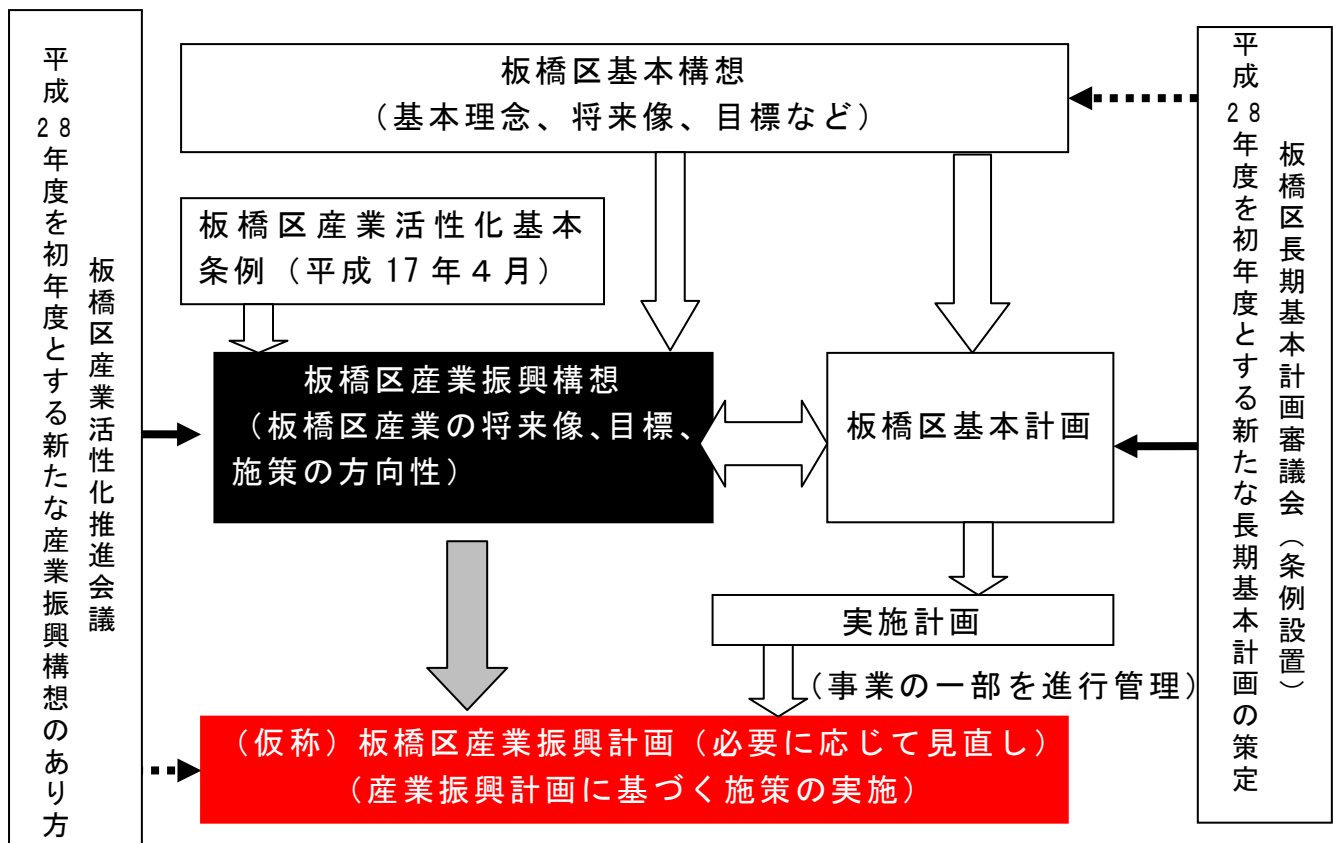 板橋区産業活性化推進会議
平成28年度を初年度とする新たな産業振興構想のあり方
板橋区基本構想
（基本理念、将来像、目標など）
板橋区産業活性化基本
条例（平成17年４月）
板橋区産業振興構想
（板橋区産業の将来像、目標、
施策の方向性）
板橋区基本計画
実施計画
（事業の一部を進行管理）
（仮称）板橋区産業振興計画（必要に応じて見直し）
（産業振興計画に基づく施策の実施）
板橋区長期基本計画審議会（条例設置）
平成28年度を初年度とする新たな長期基本計画の策定